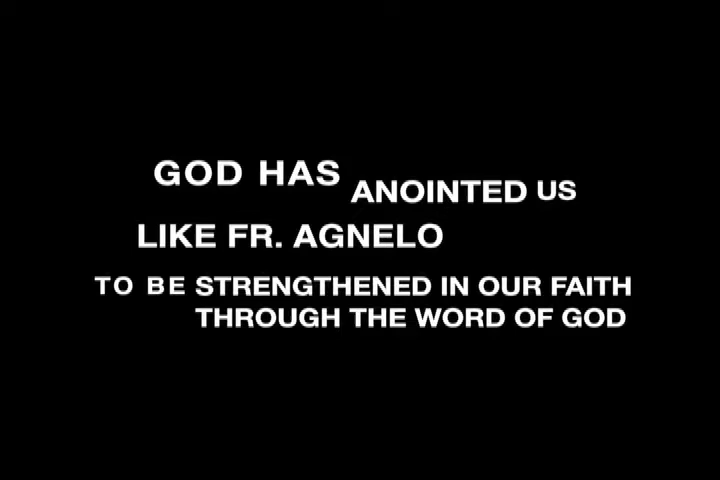 GOD HAS ANOINTED US
LIKE FR. AGNELO
TO BE STRENGTHENED IN OUR FAITH
THROUGH THE WORD OF GOD